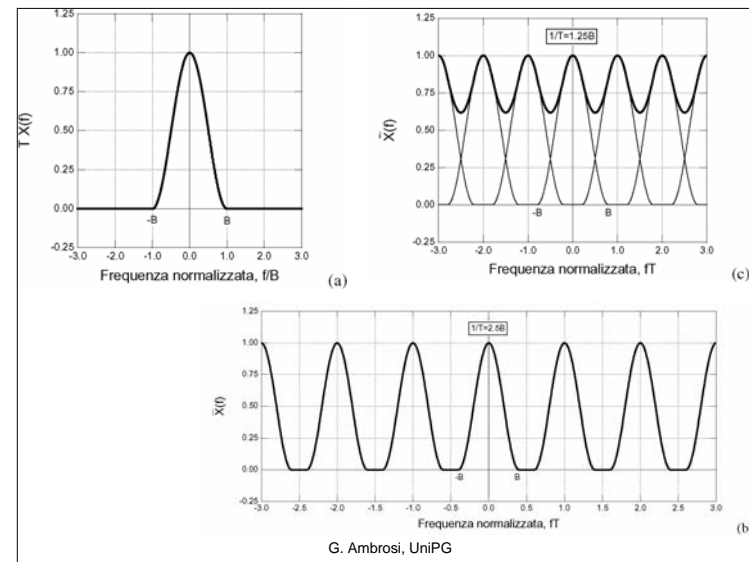 1.25
1.00
0.75
0.50
0.25
0.00
-0.25
T X(f)
-B
B
-3.0 -2.0 -1.0 0.0 1.0 2.0 3.0
Frequenza normalizzata, f/B
(a)
1/T=1.25B
1.25
1.00
0.75
0.50
0.25
0.00
-0.25
X̃(f)
-B
B
-3.0 -2.0 -1.0 0.0 1.0 2.0 3.0
Frequenza normalizzata, fT
(c)
1/T=2.5B
1.25
1.00
0.75
0.50
0.25
0.00
-0.25
X̃(f)
-B
B
-3.0 -2.5 -2.0 -1.5 -1.0 -0.5 0.0 0.5 1.0 1.5 2.0 2.5 3.0
Frequenza normalizzata, fT
(b
G. Ambrosi, UniPG